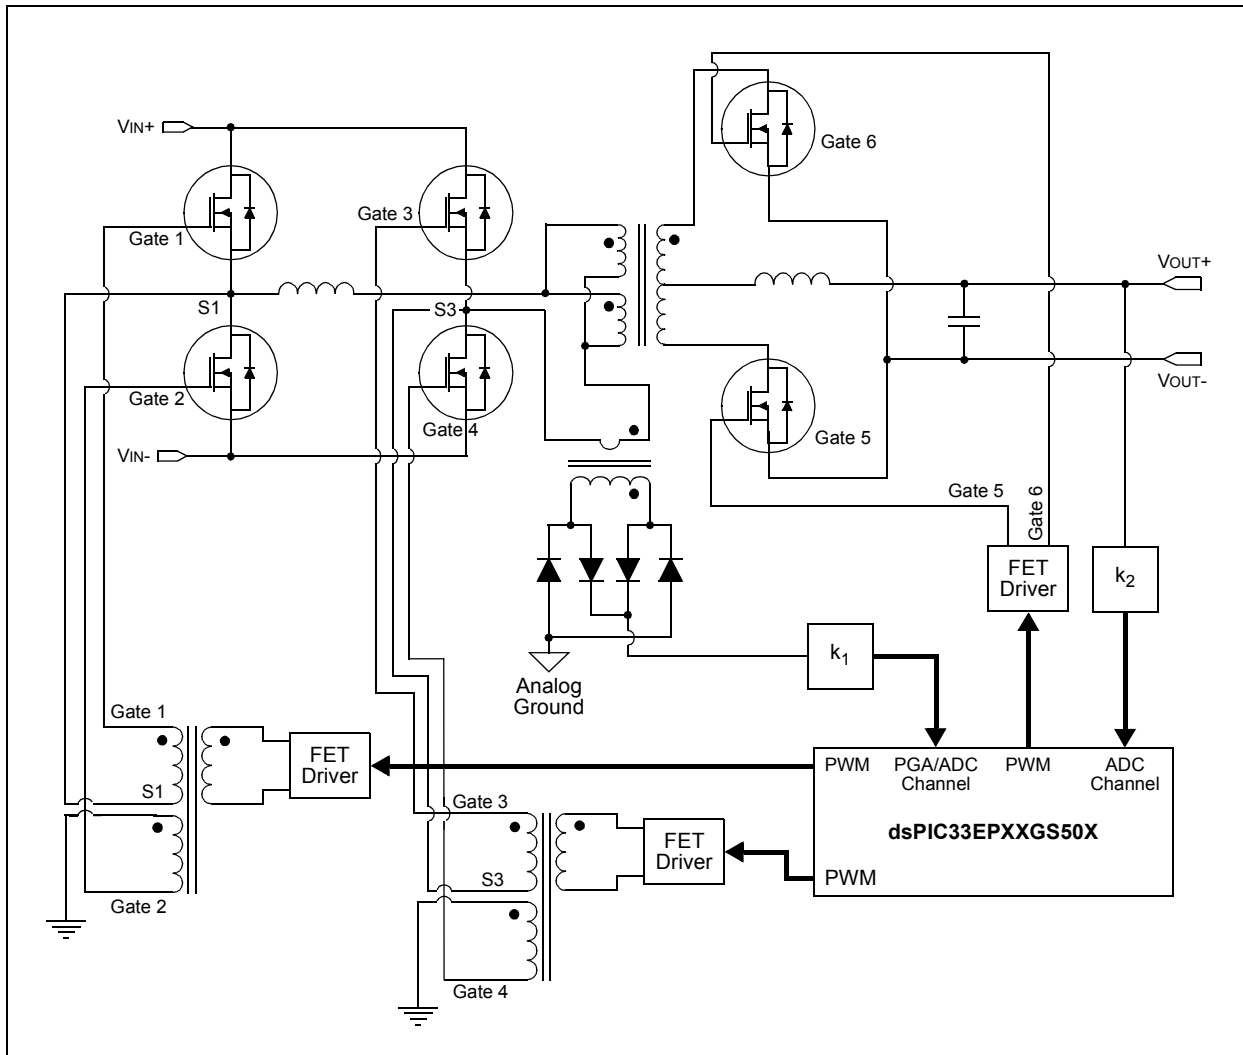 VIN+
Gate 6
Gate 3
Gate 1
VOUT+
S1
S3
VOUT-
Gate 2
Gate 4
Gate 5
VIN-
Gate 5
Gate 6
FET
Driver
k2
k1
Analog
Ground
Gate 1
FET
Driver
S1
Gate 2
PWM
PGA/ADC
Channel
PWM
ADC
Channel
dsPIC33EPXXGS50X
PWM
Gate 3
FET
Driver
S3
Gate 4